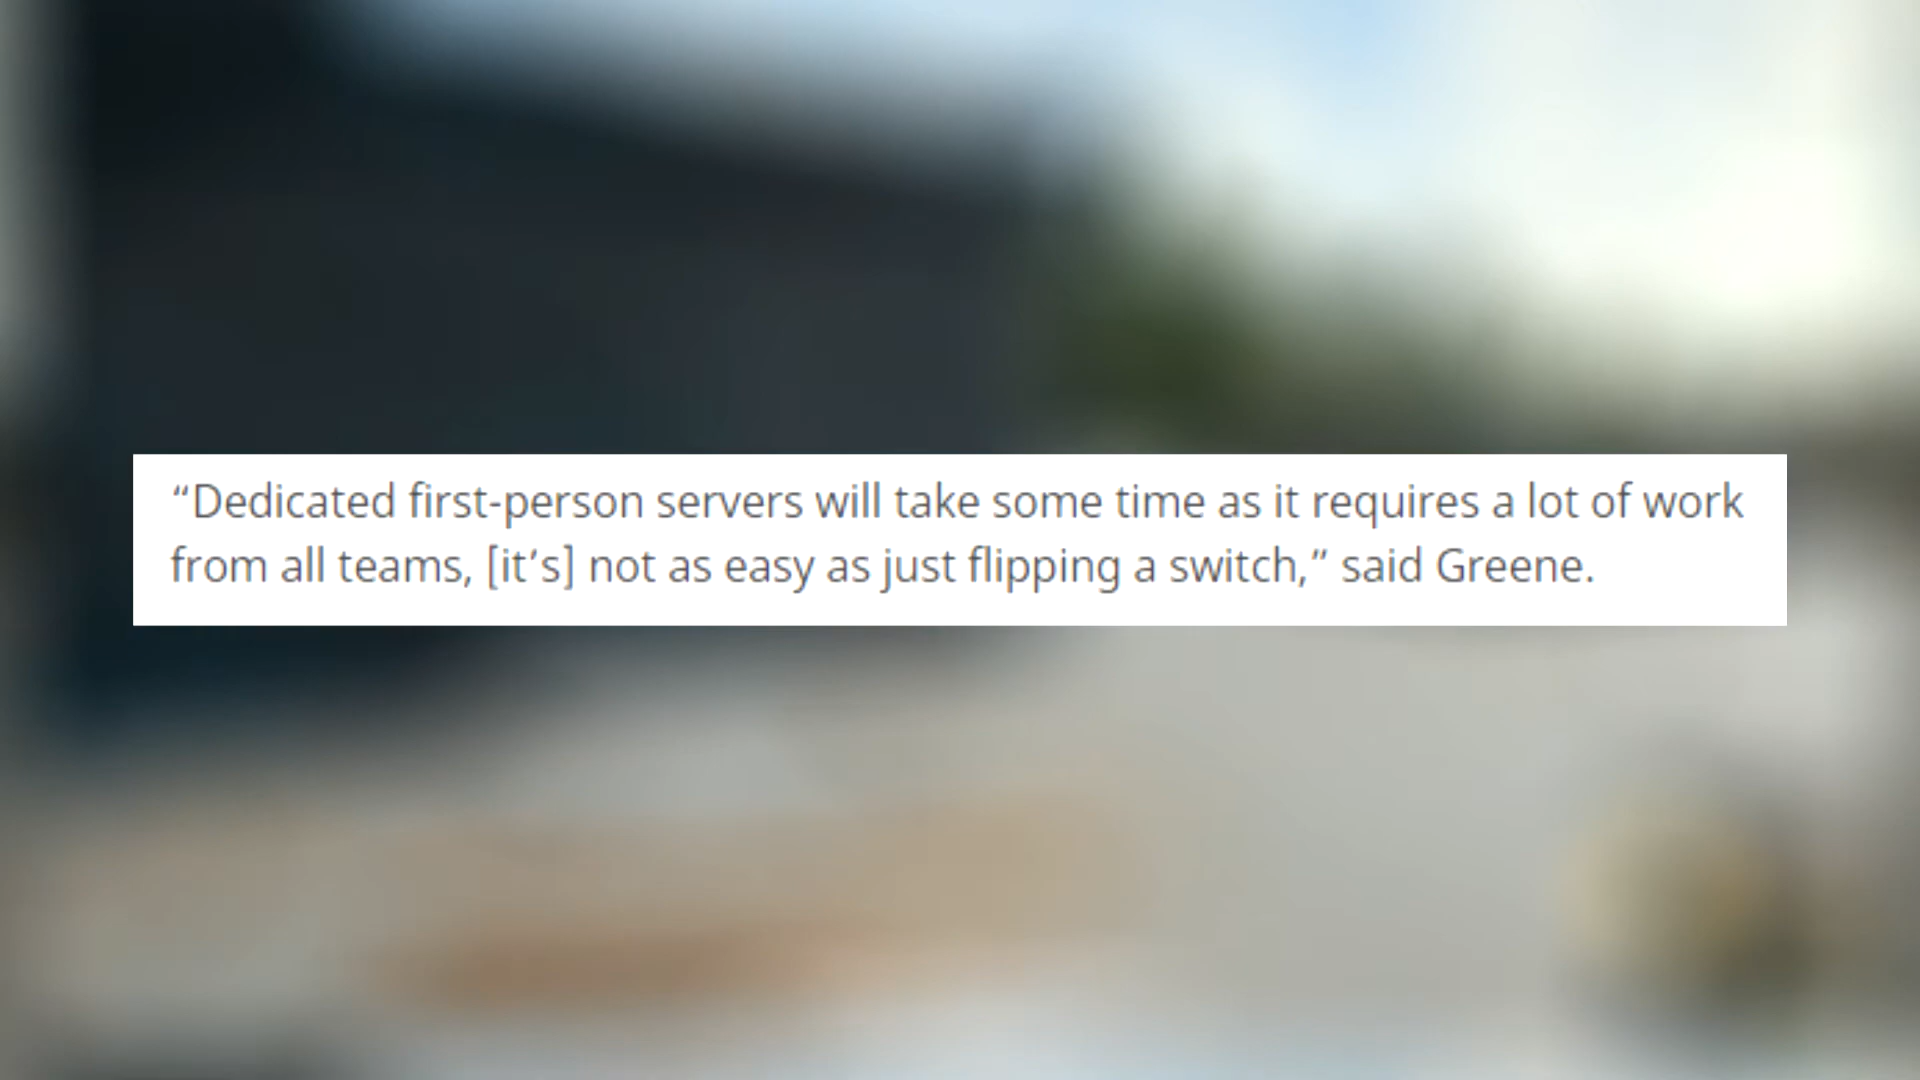 “Dedicated first-person servers will take some time as it requires a lot of work
from all teams, [it’s] not as easy as just flipping a switch,” said Greene.